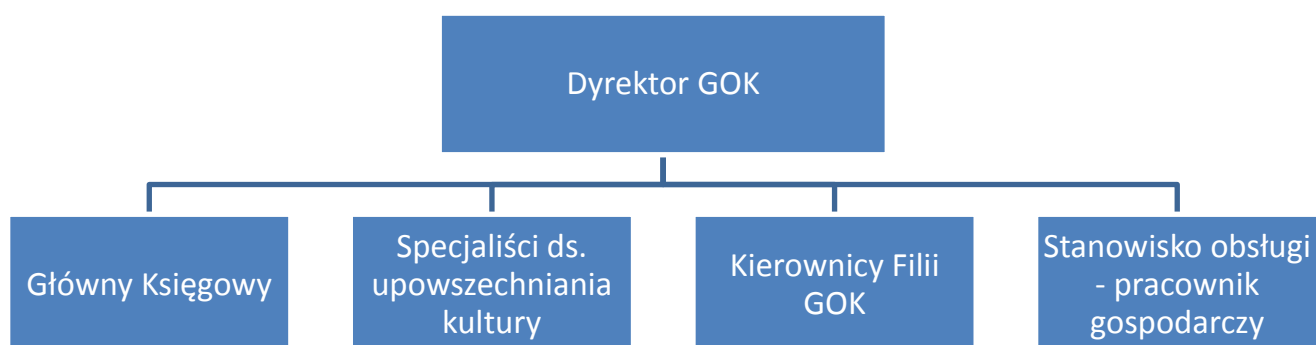 Dyrektor GOK
Główny Księgowy
Specjaliści ds.
upowszechniania
kultury
Kierownicy Filii
GOK
Stanowisko obsługi
- pracownik
gospodarczy